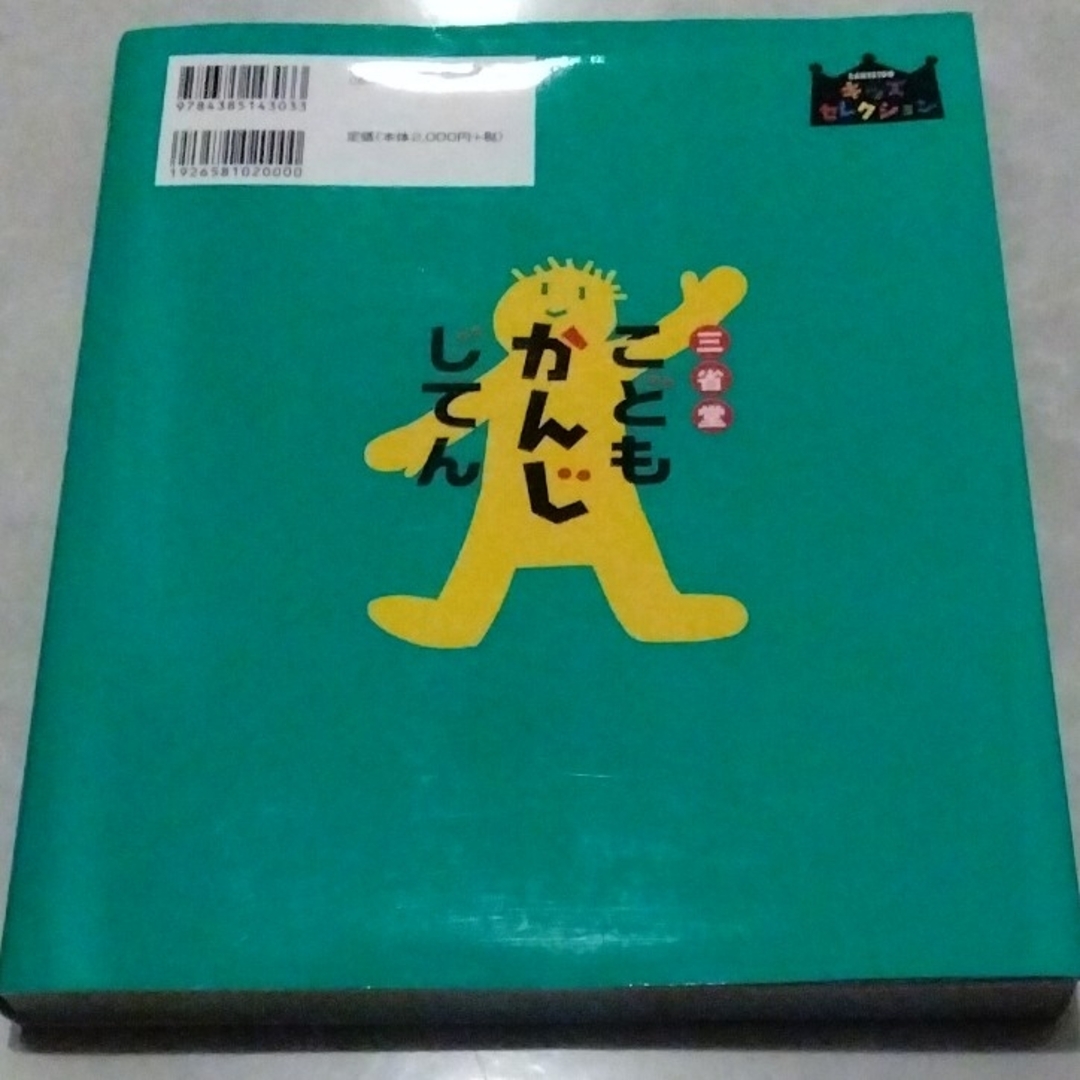 9784385143033
1926581020000
定価(本体2,000円+税)
SANSEIDO
キッズ
セレクション
三省堂
こども
かんじ
じてん